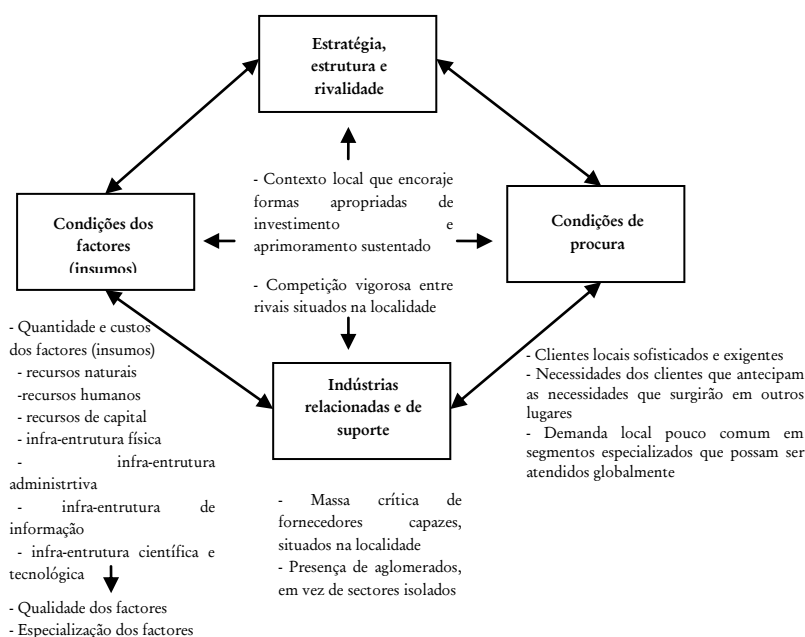 Estratégia,
estrutura e
rivalidade
- Contexto local que encoraje
formas apropriadas de
investimento e
aprimoramento sustentado
- Competição vigorosa entre
rivais situados na localidade
Condições dos
factores
(insumos)
Condições de
procura
- Quantidade e custos
dos factores (insumos)
- recursos naturais
-recursos humanos
- recursos de capital
- infra-entrutura física
- infra-entrutura
administrtiva
- infra-entrutura de
informação
- infra-entrutura científica e
tecnológica
- Qualidade dos factores
- Especialização dos factores
Indústrias
relacionadas e de
suporte
- Massa crítica de
fornecedores capazes,
situados na localidade
- Presença de aglomerados,
em vez de sectores isolados
- Clientes locais sofisticados e exigentes
- Necessidades dos clientes que antecipam
as necessidades que surgirão em outros
lugares
- Demanda local pouco comum em
segmentos especializados que possam ser
atendidos globalmente